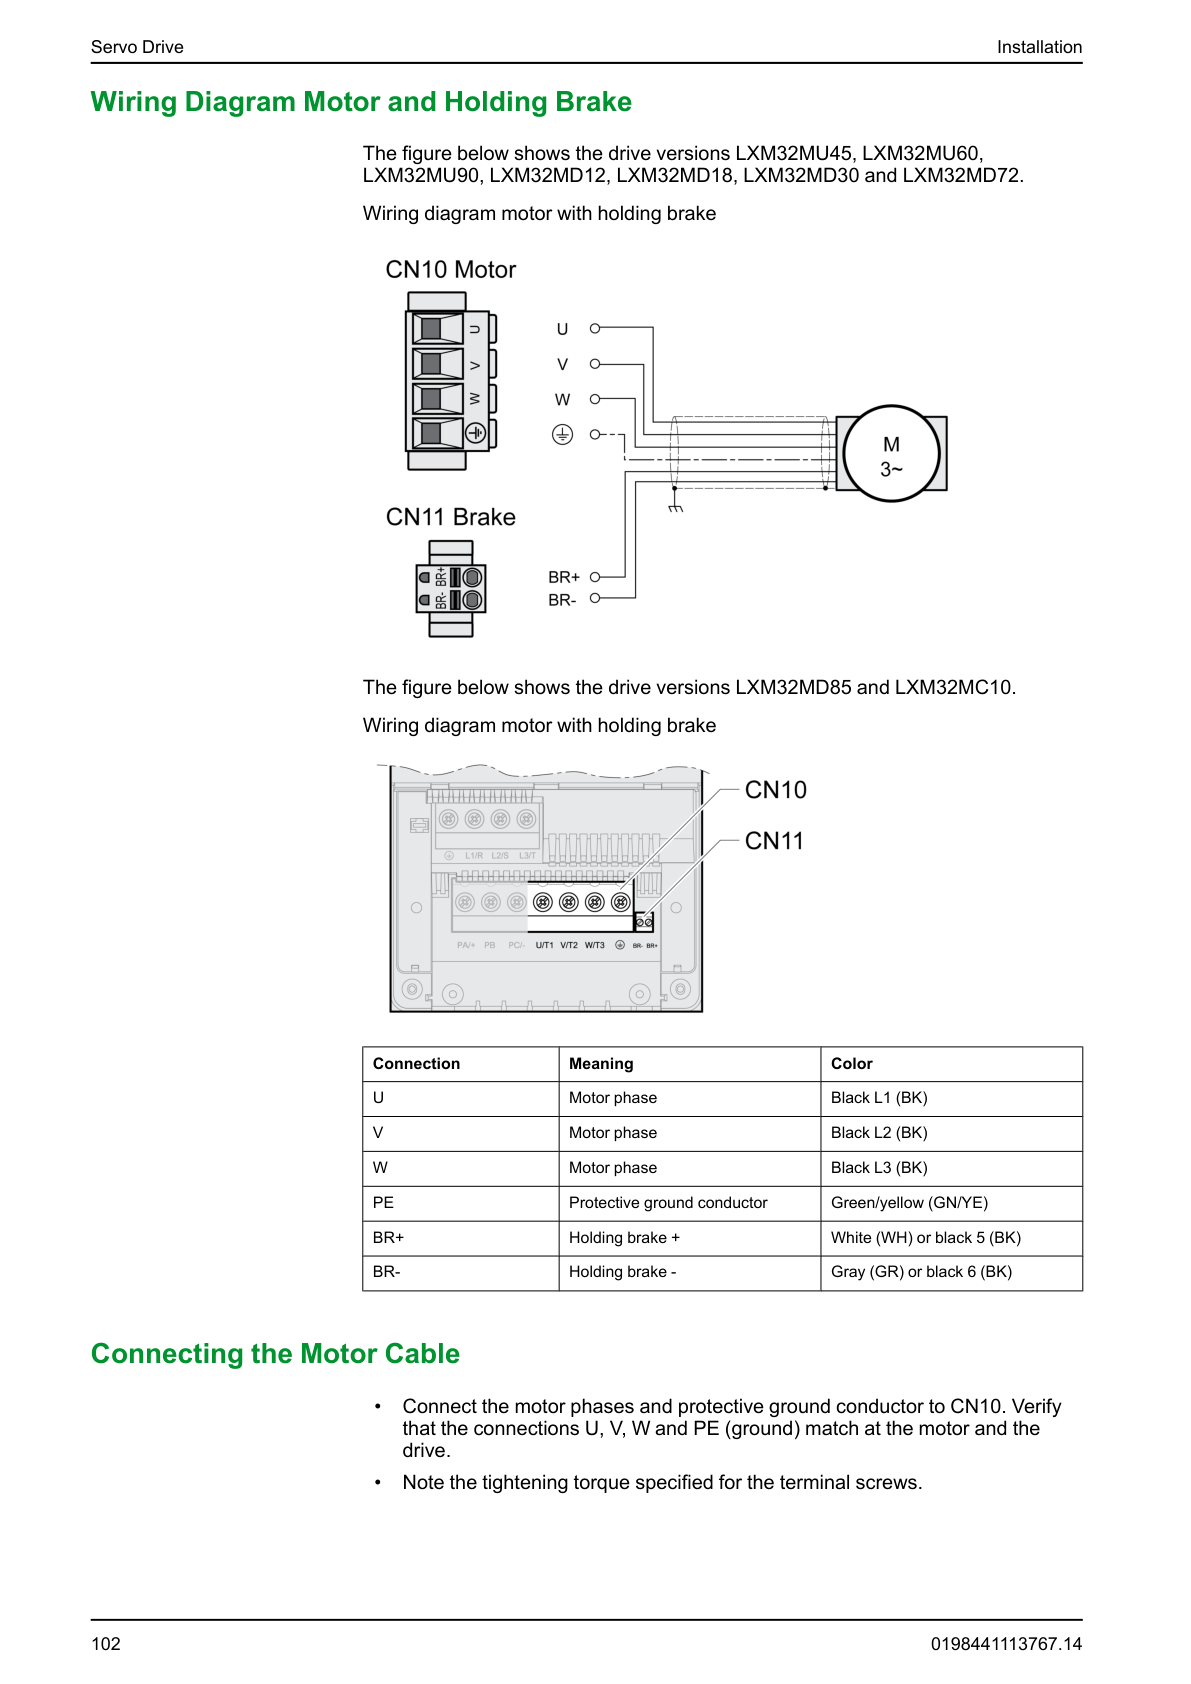 Servo Drive Installation
Wiring Diagram Motor and Holding Brake
The figure below shows the drive versions LXM32MU45, LXM32MU60,
LXM32MU90, LXM32MD12, LXM32MD18, LXM32MD30 and LXM32MD72.
Wiring diagram motor with holding brake
CN10 Motor
U
V
W
U
V
W
M
3~
CN11 Brake
BR+
BR-
BR+
BR-
The figure below shows the drive versions LXM32MD85 and LXM32MC10.
Wiring diagram motor with holding brake
CN10
CN11
L1/R L2/S L3/T
PA/+ PB PC/- U/T1 V/T2 W/T3 BR- BR+
Connection Meaning Color
U Motor phase Black L1 (BK)
V Motor phase Black L2 (BK)
W Motor phase Black L3 (BK)
PE Protective ground conductor Green/yellow (GN/YE)
BR+ Holding brake + White (WH) or black 5 (BK)
BR- Holding brake - Gray (GR) or black 6 (BK)
Connecting the Motor Cable
• Connect the motor phases and protective ground conductor to CN10. Verify
that the connections U, V, W and PE (ground) match at the motor and the
drive.
• Note the tightening torque specified for the terminal screws.
102 0198441113767.14